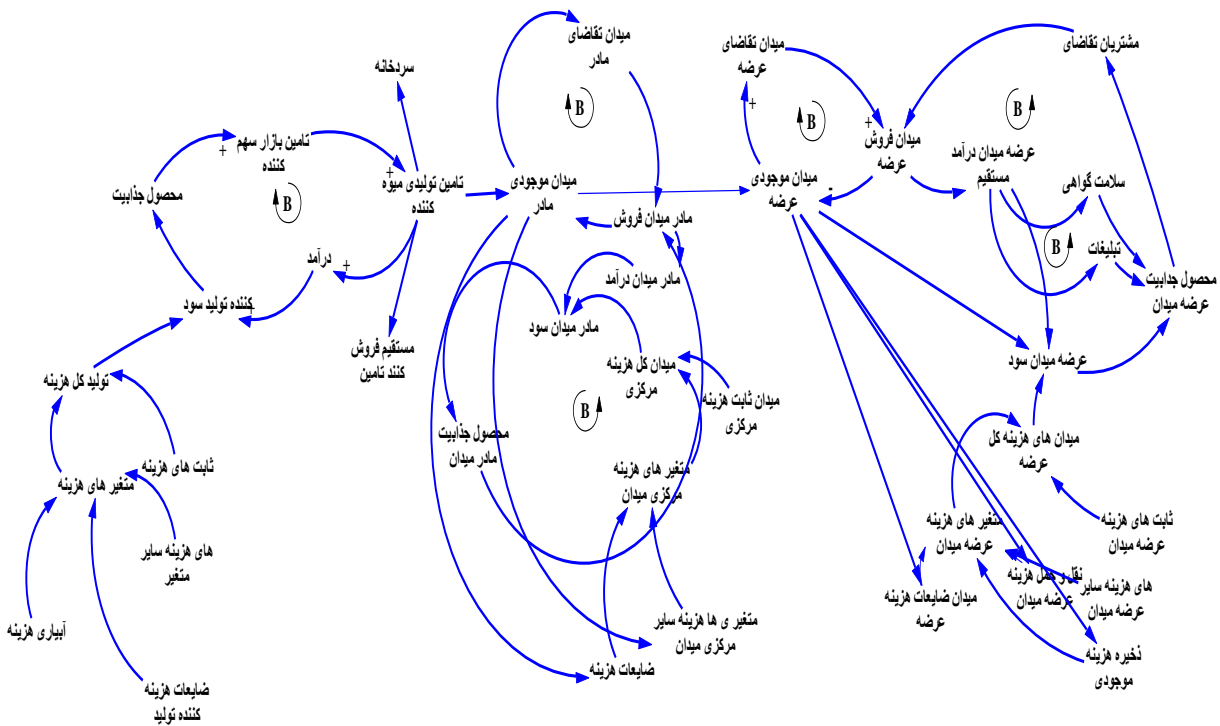 میدان تقاضای
مادر
میدان تقاضای
عرضه
مشتریان تقاضای
سردخانه
B
B
B
تامین بازار سهم
کننده
+
میدان فروش
عرضه
+
عرضه میدان درآمد
مستقیم
محصول جذابیت
B
تامین تولیدی میوه
کننده
+
میدان موجودی
مادر
میدان موجودی
عرضه
+
-
سلامت گواهی
مادر میدان فروش
B
تبلیغات
درآمد
+
مادر میدان درآمد
محصول جذابیت
عرضه میدان
کننده تولید سود
+
مادر میدان سود
مستقیم فروش
کنند تامین
میدان کل هزینه
مرکزی
عرضه میدان سود
تولید کل هزینه
B
میدان ثابت هزینه
مرکزی
محصول جذابیت
مادر میدان
میدان های هزینه کل
عرضه
ثابت های هزینه
متغیر های هزینه
متغیر های هزینه
مرکزی میدان
متغیر های هزینه
عرضه میدان
ثابت های هزینه
عرضه میدان
های هزینه سایر
متغیر
نقل و حمل هزینه
عرضه میدان
های هزینه سایر
عرضه میدان
میدان ضایعات هزینه
عرضه
آبیاری هزینه
متغیر ی ها هزینه سایر
مرکزی میدان
ضایعات هزینه
ذخیره هزینه
موجودی
ضایعات هزینه
کننده تولید